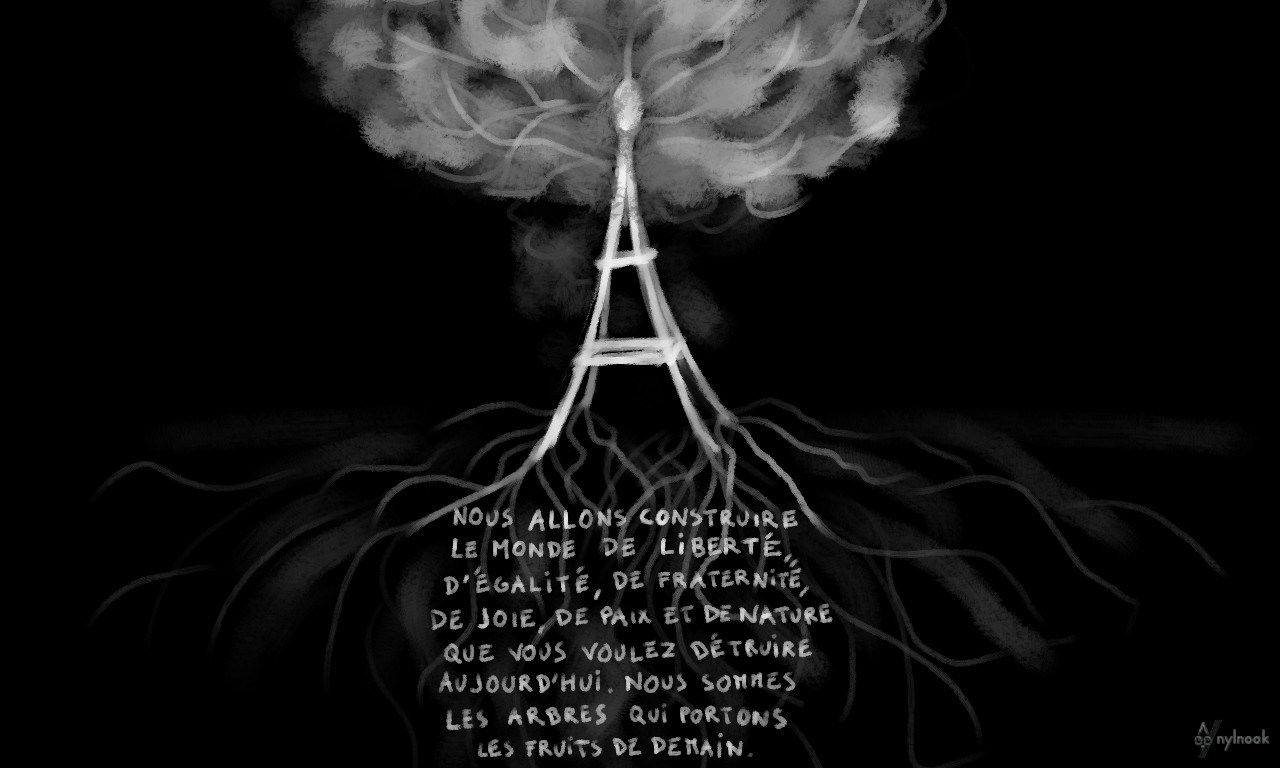 NOUS ALLONS CONSTRUIRE
LE MONDE DE LIBERTÉ,
D'ÉGALITÉ, DE FRATERNITÉ,
DE JOIE, DE PAIX ET DE NATURE
QUE VOUS VOULEZ DÉTRUIRE
AUJOURD'HUI. NOUS SOMMES
LES ARBRES QUI PORTONS
LES FRUITS DE DEMAIN.
nylnook